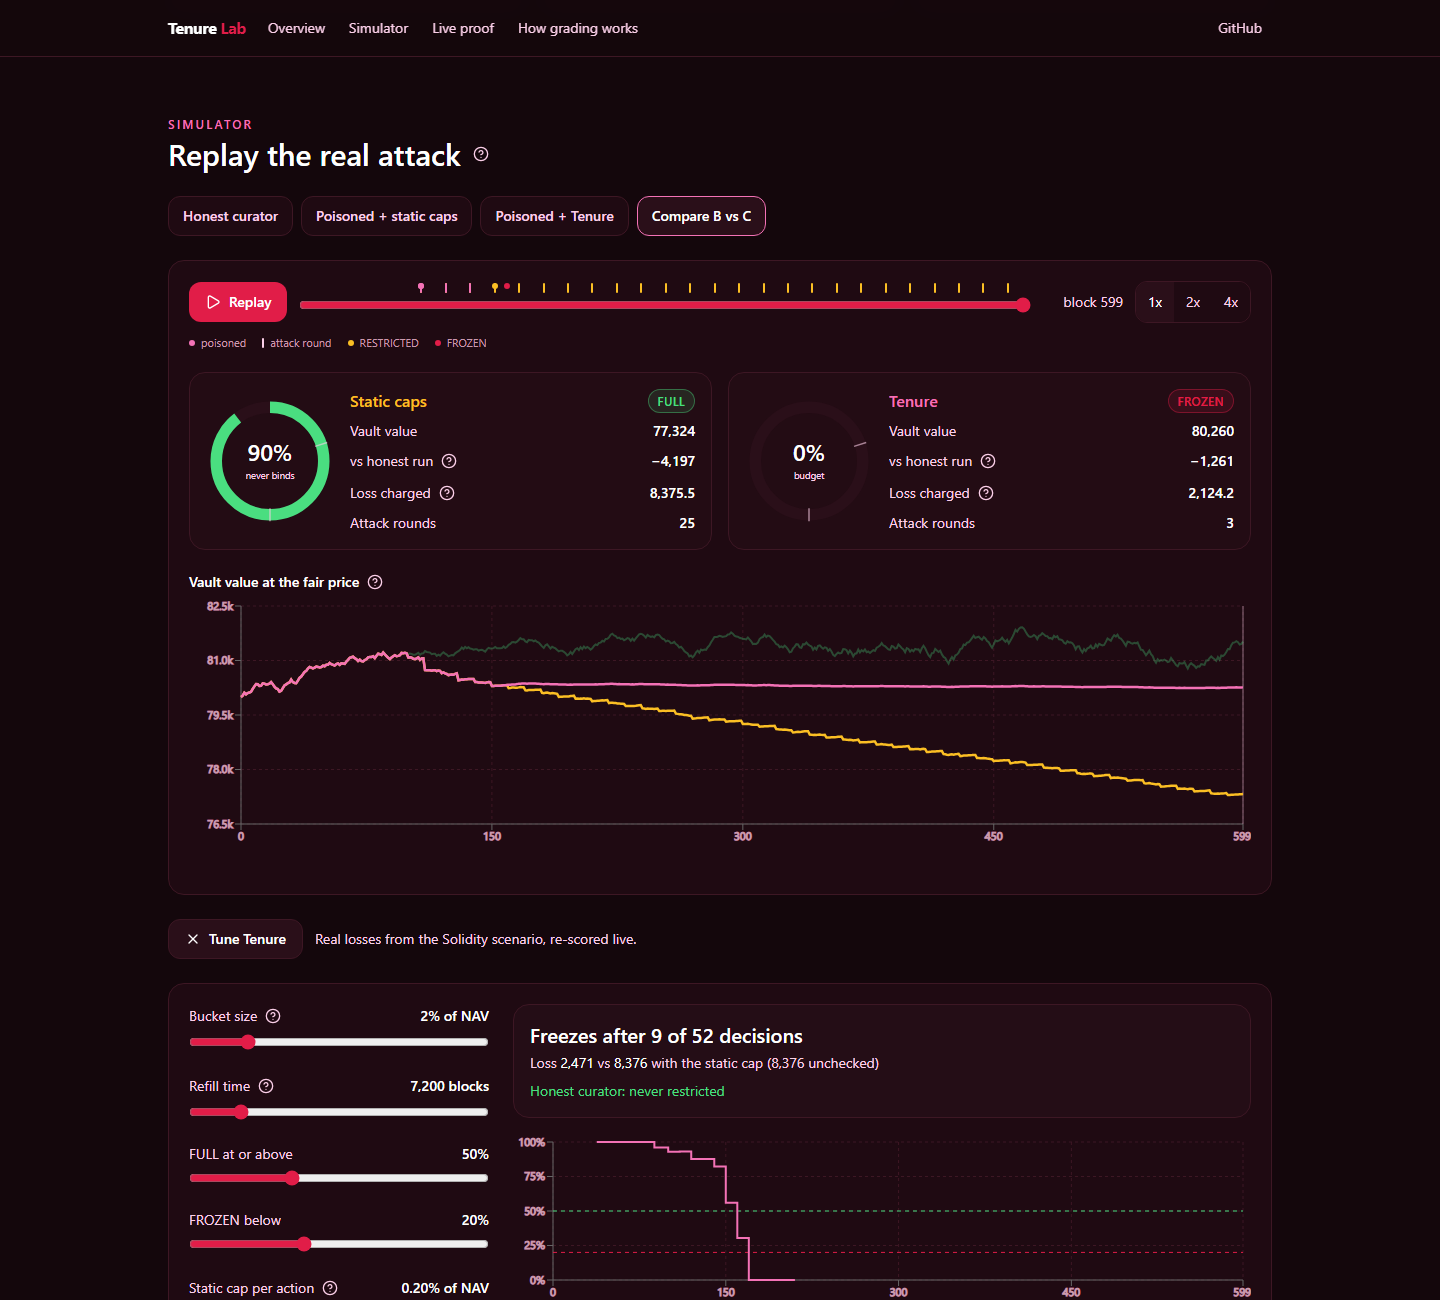 Tenure Lab Overview Simulator Live proof How grading works GitHub
SIMULATOR
Replay the real attack
Honest curator Poisoned + static caps Poisoned + Tenure Compare B vs C
Replay block 599 1x 2x 4x
poisoned attack round RESTRICTED FROZEN
90%
never binds
Static caps FULL
Vault value 77,324
vs honest run −4,197
Loss charged 8,375.5
Attack rounds 25
0%
budget
Tenure FROZEN
Vault value 80,260
vs honest run −1,261
Loss charged 2,124.2
Attack rounds 3
Vault value at the fair price
82.5k
81.0k
79.5k
78.0k
76.5k
0 150 300 450 599
Tune Tenure Real losses from the Solidity scenario, re-scored live.
Bucket size 2% of NAV
Refill time 7,200 blocks
FULL at or above 50%
FROZEN below 20%
Static cap per action 0.20% of NAV
Freezes after 9 of 52 decisions
Loss 2,471 vs 8,376 with the static cap (8,376 unchecked)
Honest curator: never restricted
100%
75%
50%
25%
0%
0 150 300 450 599